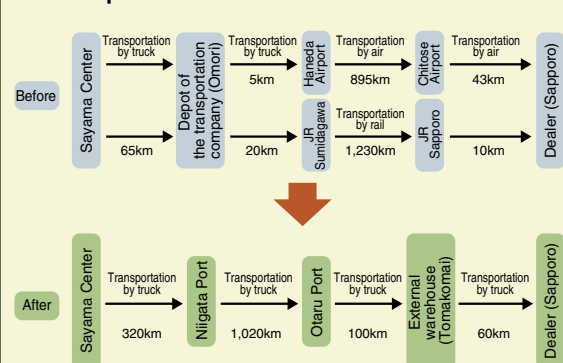 Before
Sayama Center
Transportation
by truck
65km
Depot of
the transportation
company (Omori)
Transportation
by truck
5km
20km
Haneda
Airport
JR
Sumidagawa
Transportation
by air
895km
Transportation
by rail
1,230km
Chitose
Airport
JR
Sapporo
Transportation
by air
43km
10km
Dealer (Sapporo)
After
Sayama Center
Transportation
by truck
320km
Niigata Port
Transportation
by truck
1,020km
Otaru Port
Transportation
by truck
100km
External
warehouse
(Tomakomai)
Transportation
by truck
60km
Dealer (Sapporo)